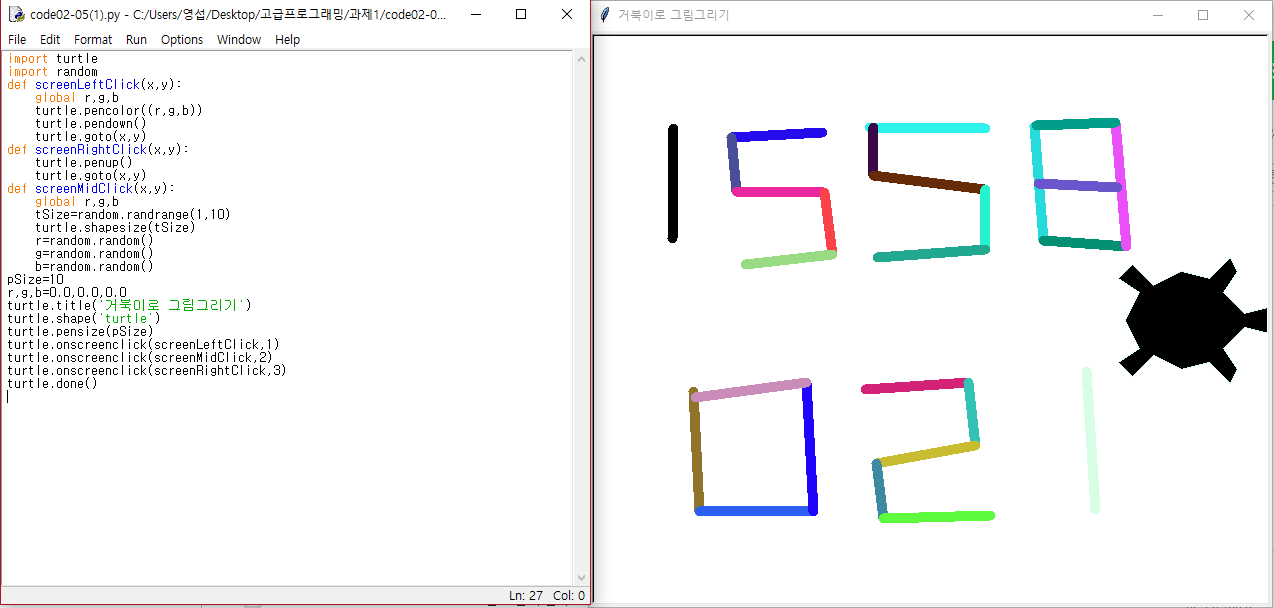 code02-05(1).py - C:/Users/영섭/Desktop/고급프로그래밍/과제1/code02-0...
File Edit Format Run Options Window Help
import turtle
import random
def screenLeftClick(x,y):
    global r,g,b
    turtle.pencolor((r,g,b))
    turtle.pendown()
    turtle.goto(x,y)
def screenRightClick(x,y):
    turtle.penup()
    turtle.goto(x,y)
def screenMidClick(x,y):
    global r,g,b
    tSize=random.randrange(1,10)
    turtle.shapesize(tSize)
    r=random.random()
    g=random.random()
    b=random.random()
pSize=10
r,g,b=0.0,0.0,0.0
turtle.title('거북이로 그림그리기')
turtle.shape('turtle')
turtle.pensize(pSize)
turtle.onscreenclick(screenLeftClick,1)
turtle.onscreenclick(screenMidClick,2)
turtle.onscreenclick(screenRightClick,3)
turtle.done()
Ln: 27 Col: 0
거북이로 그림그리기
1558
021